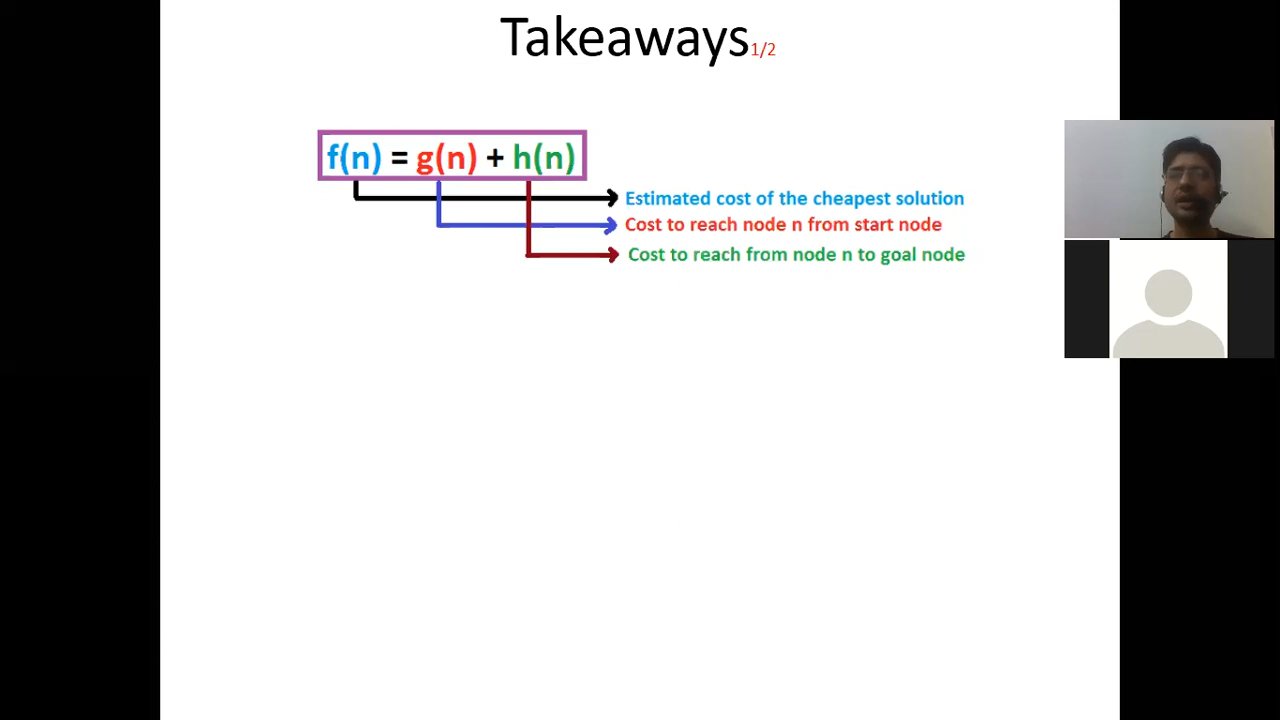 Takeaways1/2
f(n) = g(n) + h(n)
Estimated cost of the cheapest solution
Cost to reach node n from start node
Cost to reach from node n to goal node